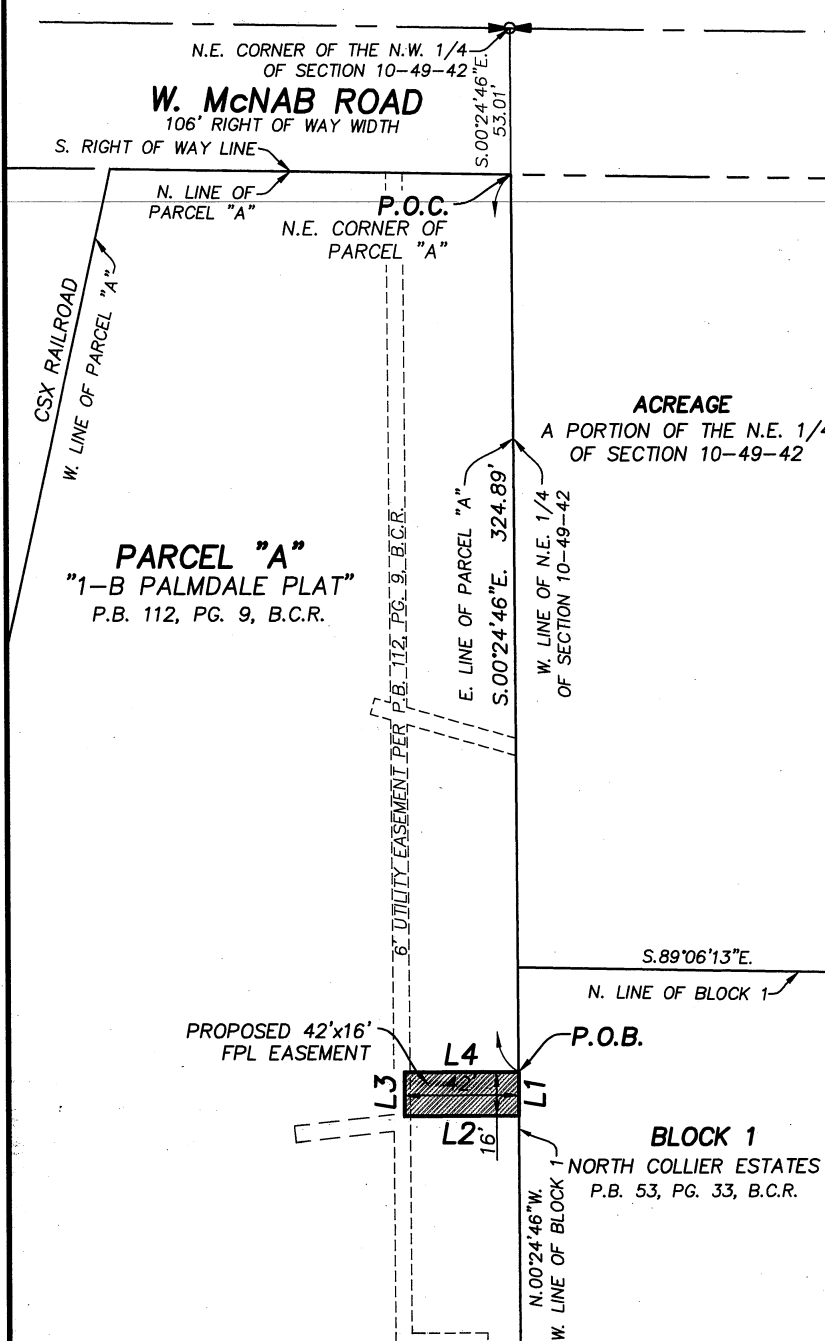 N.E. CORNER OF THE N.W. 1/4
OF SECTION 10-49-42
S.00°24'46"E.
53.01'
W. McNAB ROAD
106' RIGHT OF WAY WIDTH
S. RIGHT OF WAY LINE
N. LINE OF
PARCEL "A"
P.O.C.
N.E. CORNER OF
PARCEL "A"
CSX RAILROAD
W. LINE OF PARCEL "A"
ACREAGE
A PORTION OF THE N.E. 1/4
OF SECTION 10-49-42
PARCEL "A"
"1-B PALMDALE PLAT"
P.B. 112, PG. 9, B.C.R.
6' UTILITY EASEMENT PER P.B. 112, PG. 9, B.C.R.
E. LINE OF PARCEL "A"
S.00°24'46"E. 324.89'
W. LINE OF N.E. 1/4
OF SECTION 10-49-42
S.89°06'13"E.
N. LINE OF BLOCK 1
PROPOSED 42'x16'
FPL EASEMENT
P.O.B.
L4
L3
42'
L1
L2
16'
BLOCK 1
NORTH COLLIER ESTATES
P.B. 53, PG. 33, B.C.R.
N.00°24'46"W.
W. LINE OF BLOCK 1